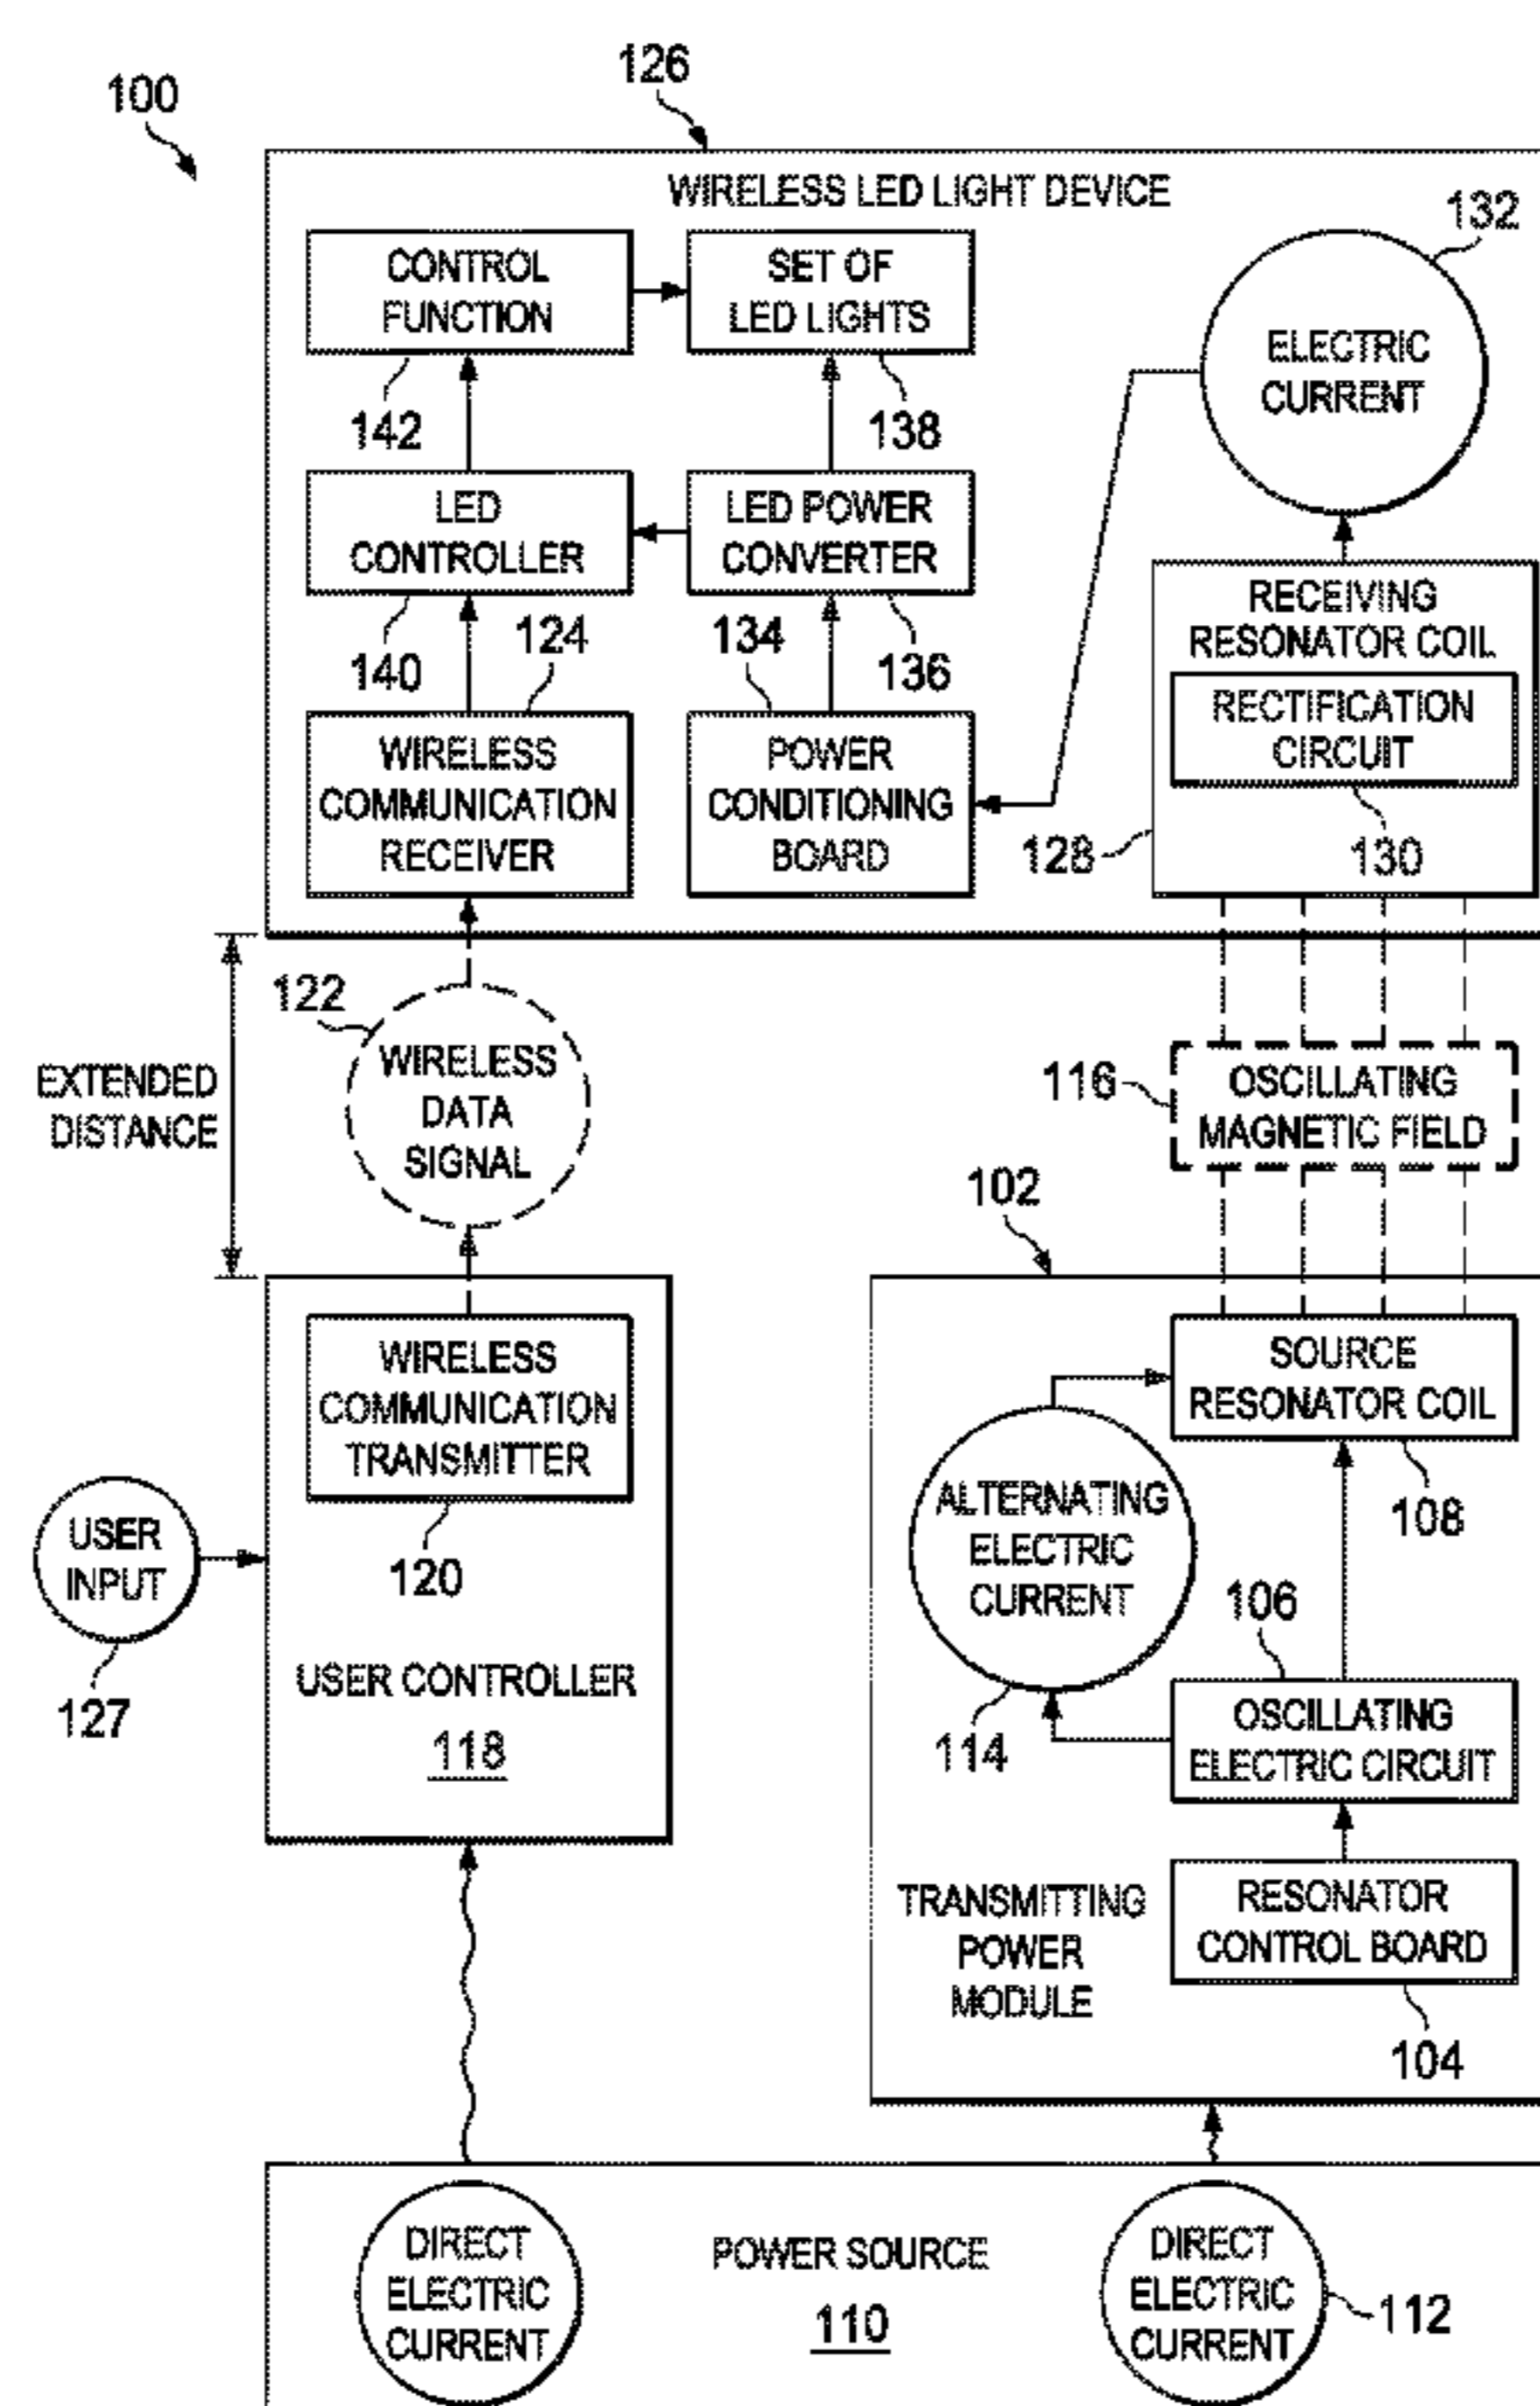 126
100
WIRELESS LED LIGHT DEVICE
132
CONTROL
FUNCTION
SET OF
LED LIGHTS
ELECTRIC
CURRENT
142
138
LED
CONTROLLER
LED POWER
CONVERTER
RECEIVING
RESONATOR COIL
124
134
140
136
RECTIFICATION
CIRCUIT
WIRELESS
COMMUNICATION
RECEIVER
POWER
CONDITIONING
BOARD
128
130
122
WIRELESS
DATA
SIGNAL
EXTENDED
DISTANCE
116
OSCILLATING
MAGNETIC FIELD
102
WIRELESS
COMMUNICATION
TRANSMITTER
SOURCE
RESONATOR COIL
ALTERNATING
ELECTRIC
CURRENT
108
USER
INPUT
120
106
127
USER CONTROLLER
118
114
OSCILLATING
ELECTRIC CIRCUIT
TRANSMITTING
POWER
MODULE
RESONATOR
CONTROL BOARD
104
DIRECT
ELECTRIC
CURRENT
POWER SOURCE
110
DIRECT
ELECTRIC
CURRENT
112